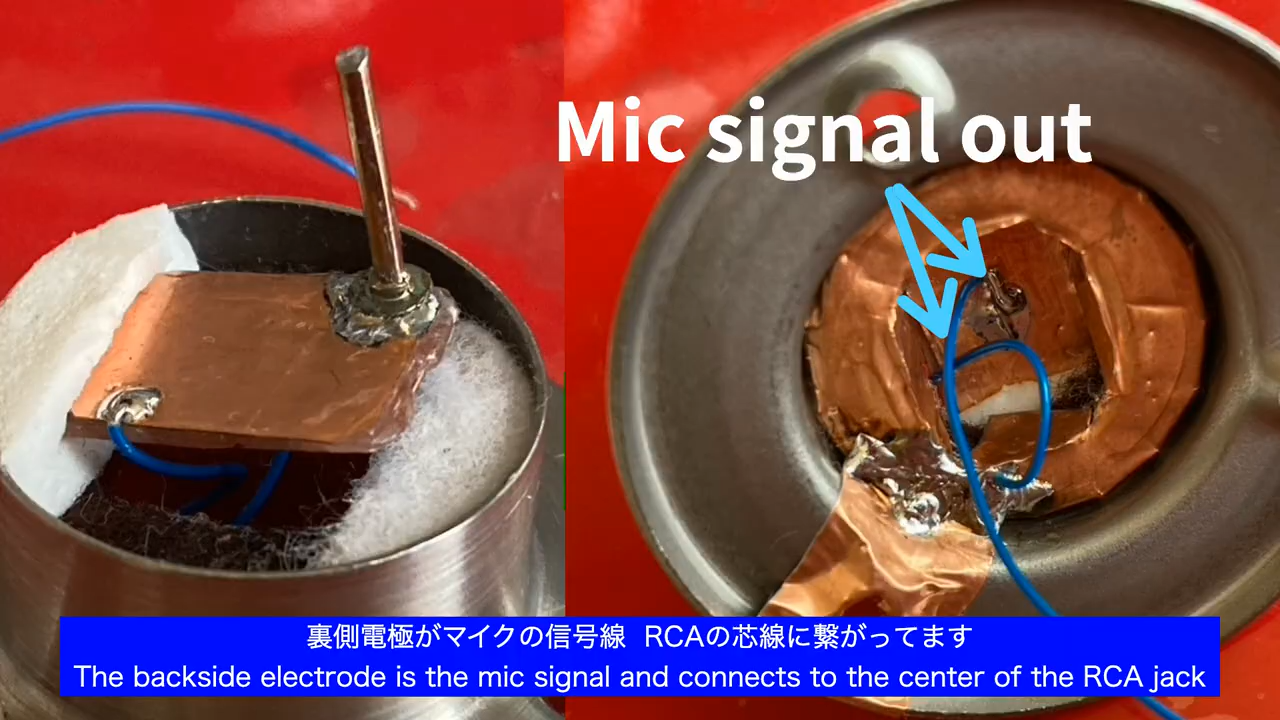 Mic signal out
裏側電極がマイクの信号線 RCAの芯線に繋がってます
The backside electrode is the mic signal and connects to the center of the RCA jack